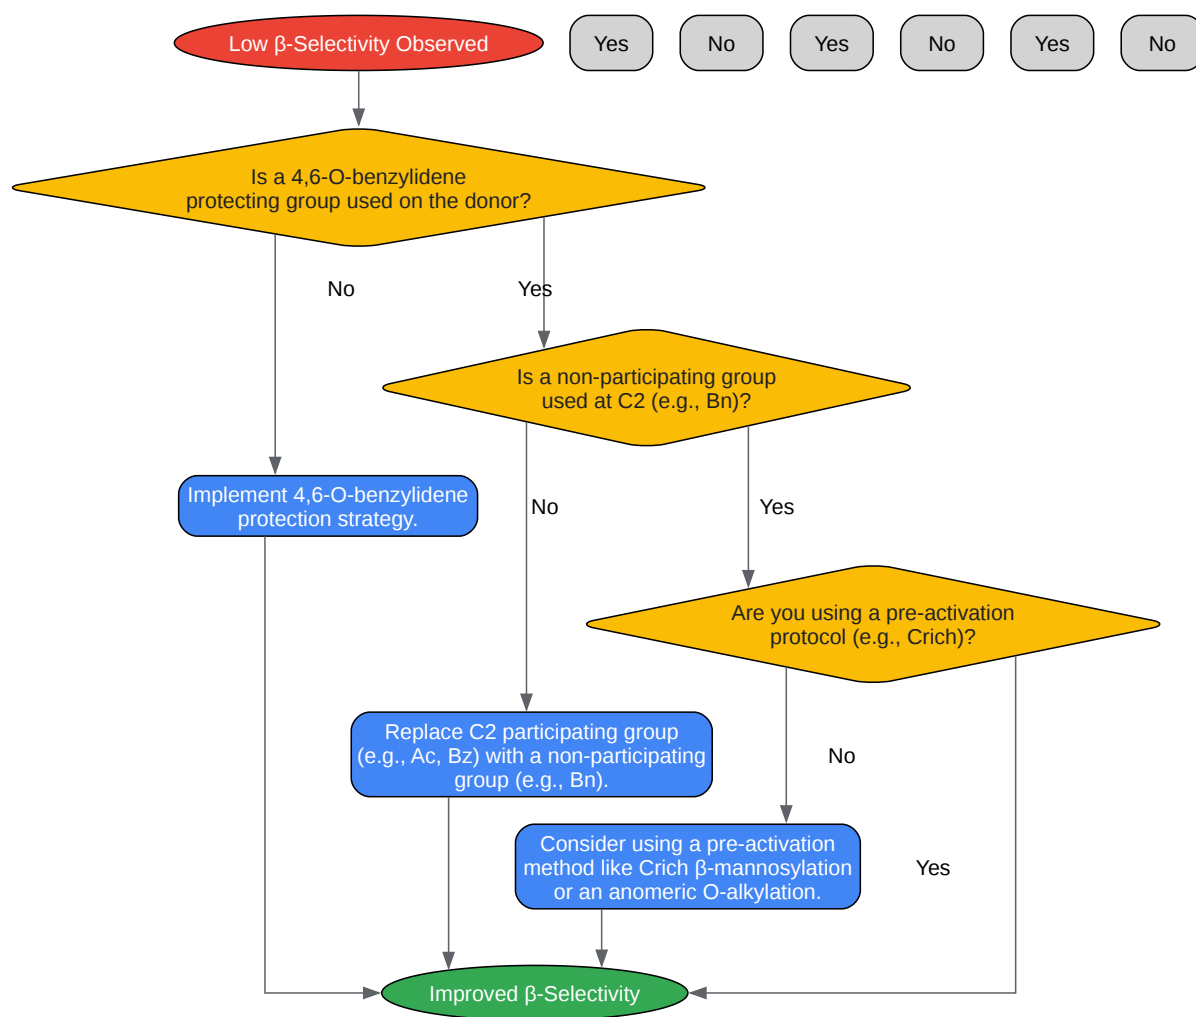 Low β-Selectivity Observed
Yes
No
Yes
No
Yes
No
Is a 4,6-O-benzylidene
protecting group used on the donor?
No
Yes
Is a non-participating group
used at C2 (e.g., Bn)?
Implement 4,6-O-benzylidene
protection strategy.
No
Yes
Are you using a pre-activation
protocol (e.g., Crich)?
Replace C2 participating group
(e.g., Ac, Bz) with a non-participating
group (e.g., Bn).
No
Consider using a pre-activation
method like Crich β-mannosylation
or an anomeric O-alkylation.
Yes
Improved β-Selectivity